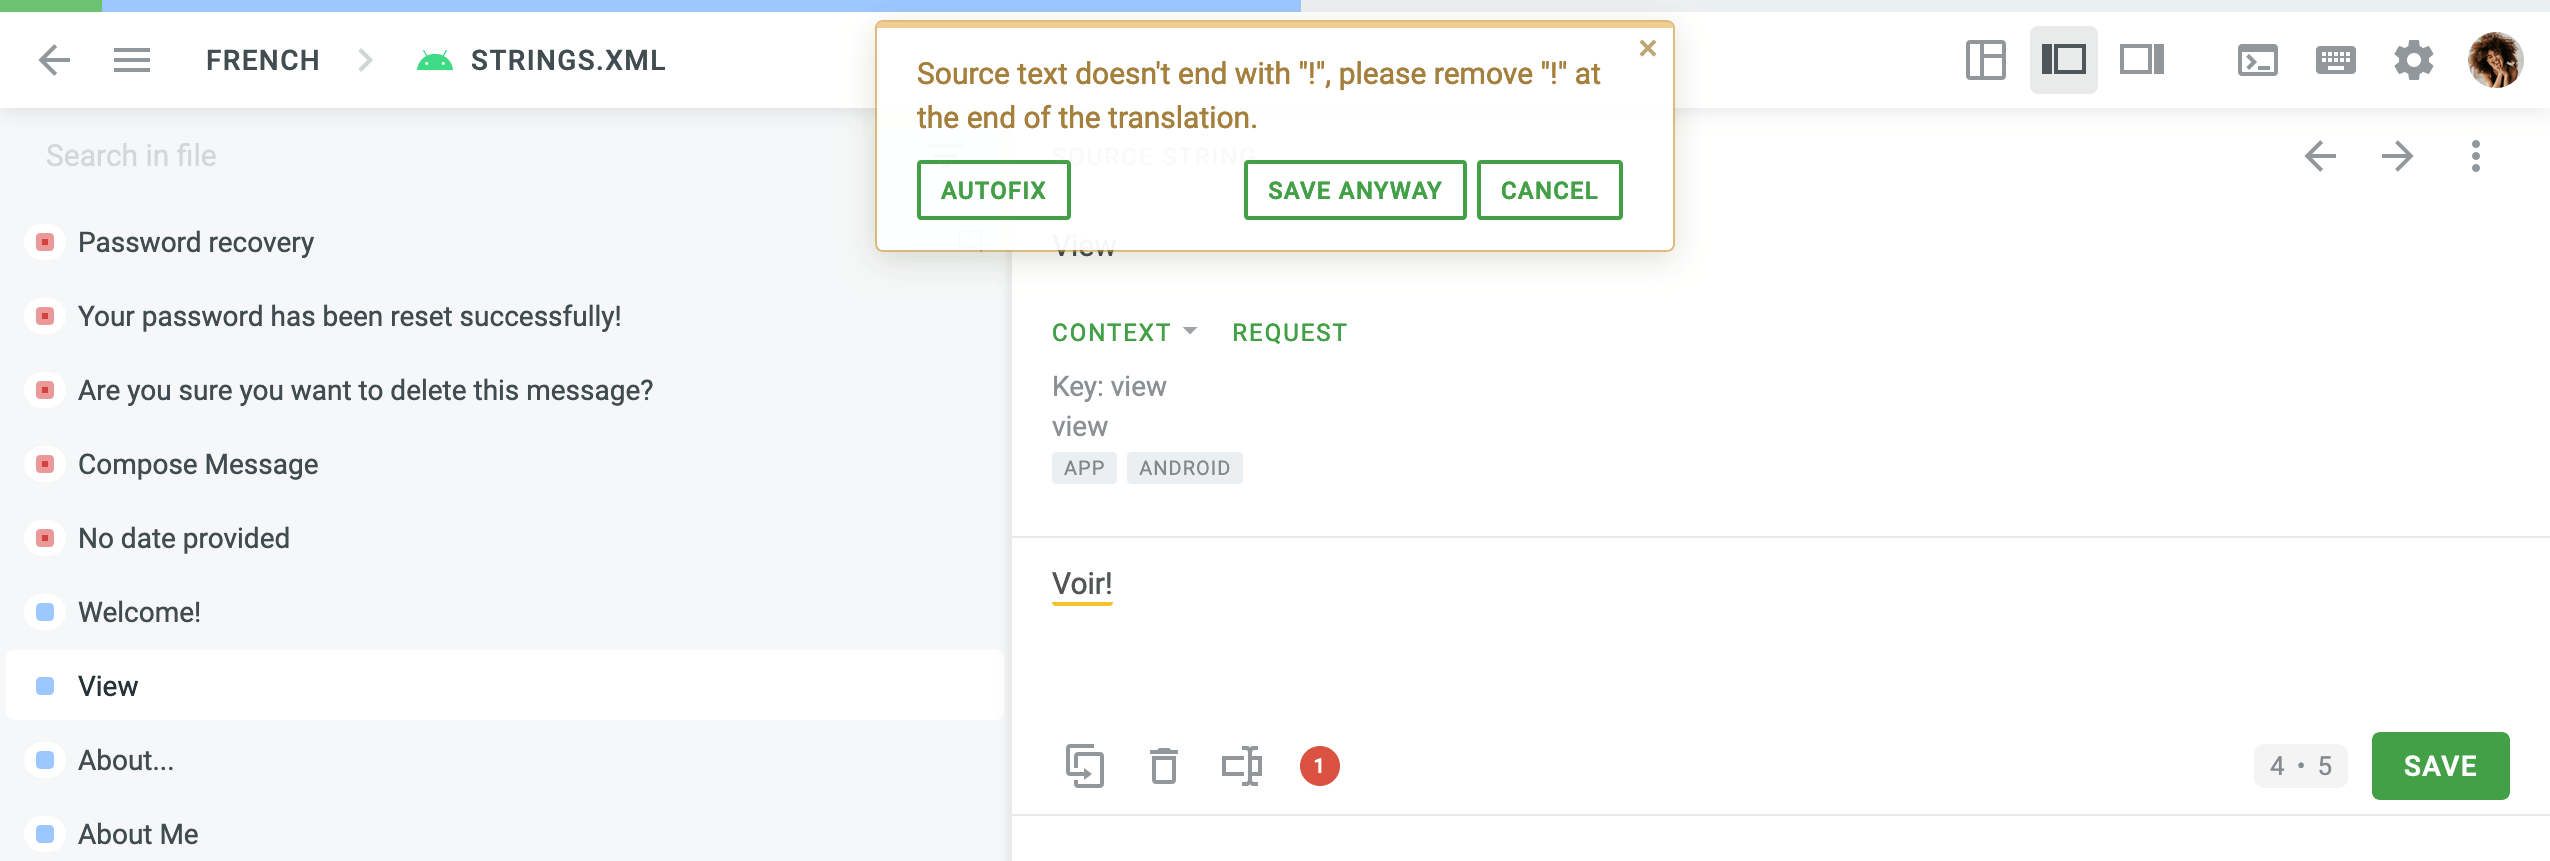 FRENCH
STRINGS.XML
Source text doesn't end with "!", please remove "!" at
the end of the translation.
AUTOFIX
SAVE ANYWAY
CANCEL
Search in file
SOURCE STRING
Password recovery
Your password has been reset successfully!
Are you sure you want to delete this message?
Compose Message
No date provided
Welcome!
View
About...
About Me
View
CONTEXT
REQUEST
Key: view
view
APP
ANDROID
Voir!
1
4 • 5
SAVE